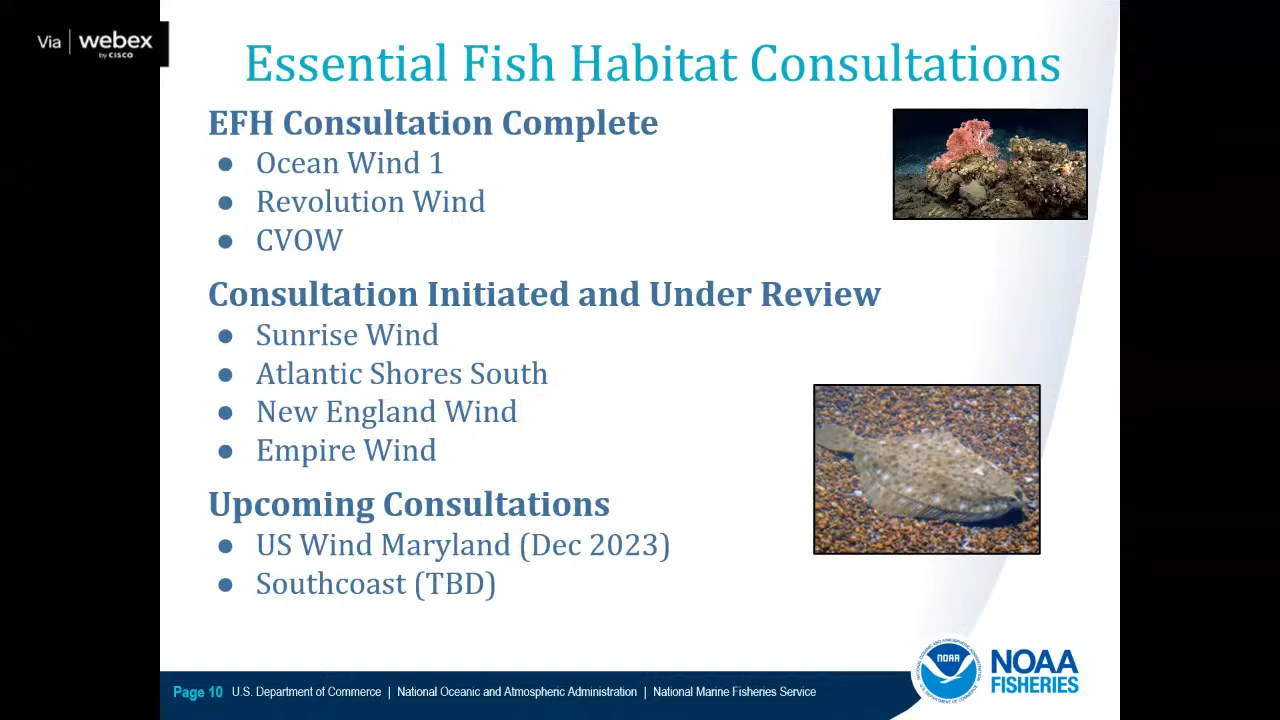 Via | webex
by CISCO
Essential Fish Habitat Consultations
EFH Consultation Complete
● Ocean Wind 1
● Revolution Wind
● CVOW
Consultation Initiated and Under Review
● Sunrise Wind
● Atlantic Shores South
● New England Wind
● Empire Wind
Upcoming Consultations
● US Wind Maryland (Dec 2023)
● Southcoast (TBD)
NOAA
NOAA
FISHERIES
Page 10 U.S. Department of Commerce | National Oceanic and Atmospheric Administration | National Marine Fisheries Service